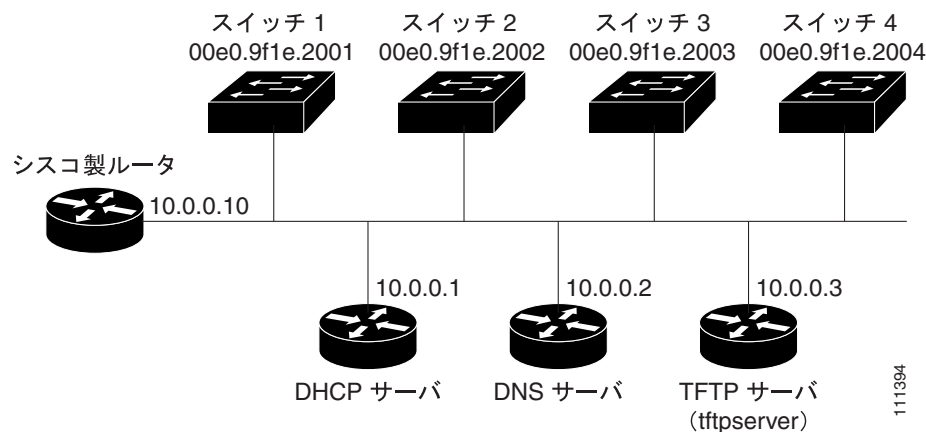 スイッチ 1
00e0.9f1e.2001
スイッチ 2
00e0.9f1e.2002
スイッチ 3
00e0.9f1e.2003
スイッチ 4
00e0.9f1e.2004
シスコ製ルータ
10.0.0.10
10.0.0.1
10.0.0.2
10.0.0.3
DHCP サーバ
DNS サーバ
TFTP サーバ
（tftpserver）
111394